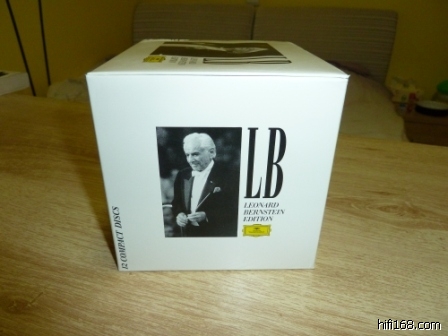 LB
LEONARD
BERNSTEIN
EDITION
12 COMPACT DISCS
hifi168.com